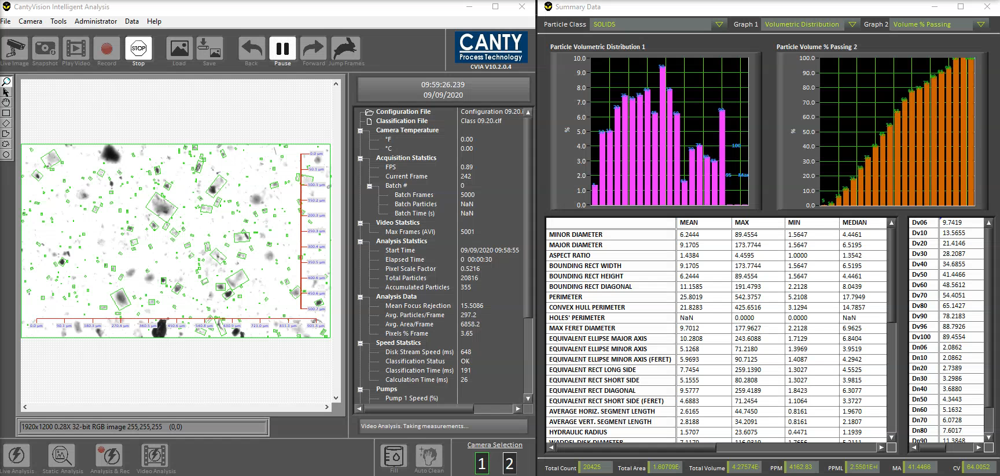 CantyVision Intelligent Analysis
File Camera Tools Administrator Data Help
Live Image Snapshot Play Video Record Stop Load Save Back Pause Forward Jump Frames
STOP
CANTY
Process Technology
CVIA V10.2.0.4
09:59:26.239
09/09/2020
Configuration File Configuration 09.20.i
Classification File Class 09.20.clf
Camera Temperature
°F 0.00
°C 0.00
Acquisition Statistics
FPS 0.89
Current Frame 242
Batch # 0
Batch Frames 5000
Batch Particles NaN
Batch Time (s) NaN
Video Statstics
Max Frames (AVI) 5001
Analysis Statstics
Start Time 09/09/2020 09:58:55
Elapsed Time 0 00:00:30
Pixel Scale Factor 0.5216
Total Particles 20816
Accumulated Particles 355
Analysis Data
Mean Focus Rejection 15.5086
Avg. Particles/Frame 297.2
Avg. Area/Frame 6858.2
Pixels % Frame 3.65
Speed Statstics
Disk Stream Speed (ms) 648
Classification Status OK
Classification Time (ms) 191
Calculation Time (ms) 26
Pumps
Pump 1 Speed (%)
0.0 µm
50.1 µm
100.1 µm
150.2 µm
200.3 µm
250.3 µm
300.4 µm
350.5 µm
400.6 µm
450.6 µm
500.7 µm
0.0 µm 90.1 µm 180.3 µm 270.4 µm 360.5 µm 450.6 µm 540.8 µm 630.9 µm 721.0 µm 811.1 µm 901.3 µm
1920x1200 0.28X 32-bit RGB image 255,255,255 (0,0)
Video Analysis. Taking measurements...
Live Analysis Static Analysis Analysis & Rec Video Analysis
Fill Auto Clean
Camera Selection
1 2
Summary Data
Particle Class SOLIDS Graph 1 Volumetric Distribution Graph 2 Volume % Passing
Particle Volumetric Distribution 1
10.0
9.0
8.0
7.0
6.0
5.0
4.0
3.0
2.0
1.0
0.0
%
Particle Volume % Passing 2
100.0
90.0
80.0
70.0
60.0
50.0
40.0
30.0
20.0
10.0
0.0
%
MEAN MAX MIN MEDIAN
MINOR DIAMETER 6.2444 89.4554 1.5647 4.4461
MAJOR DIAMETER 9.1705 173.7744 1.5647 6.5195
ASPECT RATIO 1.4384 4.4595 1.0000 1.3542
BOUNDING RECT WIDTH 9.1705 173.7744 1.5647 6.5195
BOUNDING RECT HEIGHT 6.2444 89.4554 1.5647 4.4461
BOUNDING RECT DIAGONAL 11.1585 191.4793 2.2128 8.0439
PERIMETER 25.8019 542.3757 5.2108 17.7949
CONVEX HULL PERIMETER 21.8283 425.6516 3.1294 14.7857
HOLES' PERIMETER NaN 0.0000 0.0000 NaN
MAX FERET DIAMETER 9.7012 177.9627 2.2128 6.9625
EQUIVALENT ELLIPSE MAJOR AXIS 10.2808 243.6088 1.7129 6.8404
EQUIVALENT ELLIPSE MINOR AXIS 5.1268 71.2180 1.3969 3.9519
EQUIVALENT ELLIPSE MINOR AXIS (FERET) 5.9693 90.7125 1.4087 4.2942
EQUIVALENT RECT LONG SIDE 7.7454 259.1390 1.3027 4.5525
EQUIVALENT RECT SHORT SIDE 5.1555 80.2808 1.3027 3.9815
EQUIVALENT RECT DIAGONAL 9.5777 259.4189 1.8423 6.3077
EQUIVALENT RECT SHORT SIDE (FERET) 4.6883 71.2454 1.1064 3.3727
AVERAGE HORIZ. SEGMENT LENGTH 2.6165 44.7450 0.8161 1.9670
AVERAGE VERT. SEGMENT LENGTH 2.8188 34.2091 0.8161 2.1807
HYDRAULIC RADIUS 1.5707 23.6075 0.4471 1.1939
WADDEL DISK DIAMETER
Dv06 9.7419
Dv10 13.5655
Dv20 21.4146
Dv30 28.2087
Dv40 34.6855
Dv50 41.4466
Dv60 48.5612
Dv70 54.4051
Dv80 65.1427
Dv90 78.2183
Dv96 88.7926
Dv100 89.4554
Dn06 2.0862
Dn10 2.0862
Dn20 2.7389
Dn30 3.2986
Dn40 3.6880
Dn50 4.3443
Dn60 5.1632
Dn70 6.0728
Dn80 7.6017
Dn90 11.3848
Total Count 20425 Total Area 1.60709E- Total Volume 4.27574E- PPM 4162.83 PPML 2.5501E+( MA 41.4466 CV 64.0052